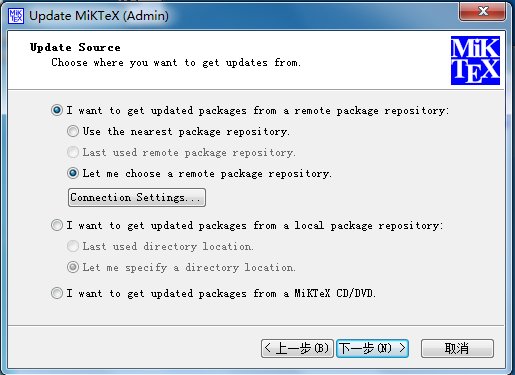 Update MiKTeX (Admin)
Update Source
Choose where you want to get updates from.
MiK
TEX
I want to get updated packages from a remote package repository:
Use the nearest package repository.
Last used remote package repository.
Let me choose a remote package repository.
Connection Settings...
I want to get updated packages from a local package repository:
Last used directory location.
Let me specify a directory location.
I want to get updated packages from a MiKTeX CD/DVD.
< 上一步(B) 下一步(N) > 取消